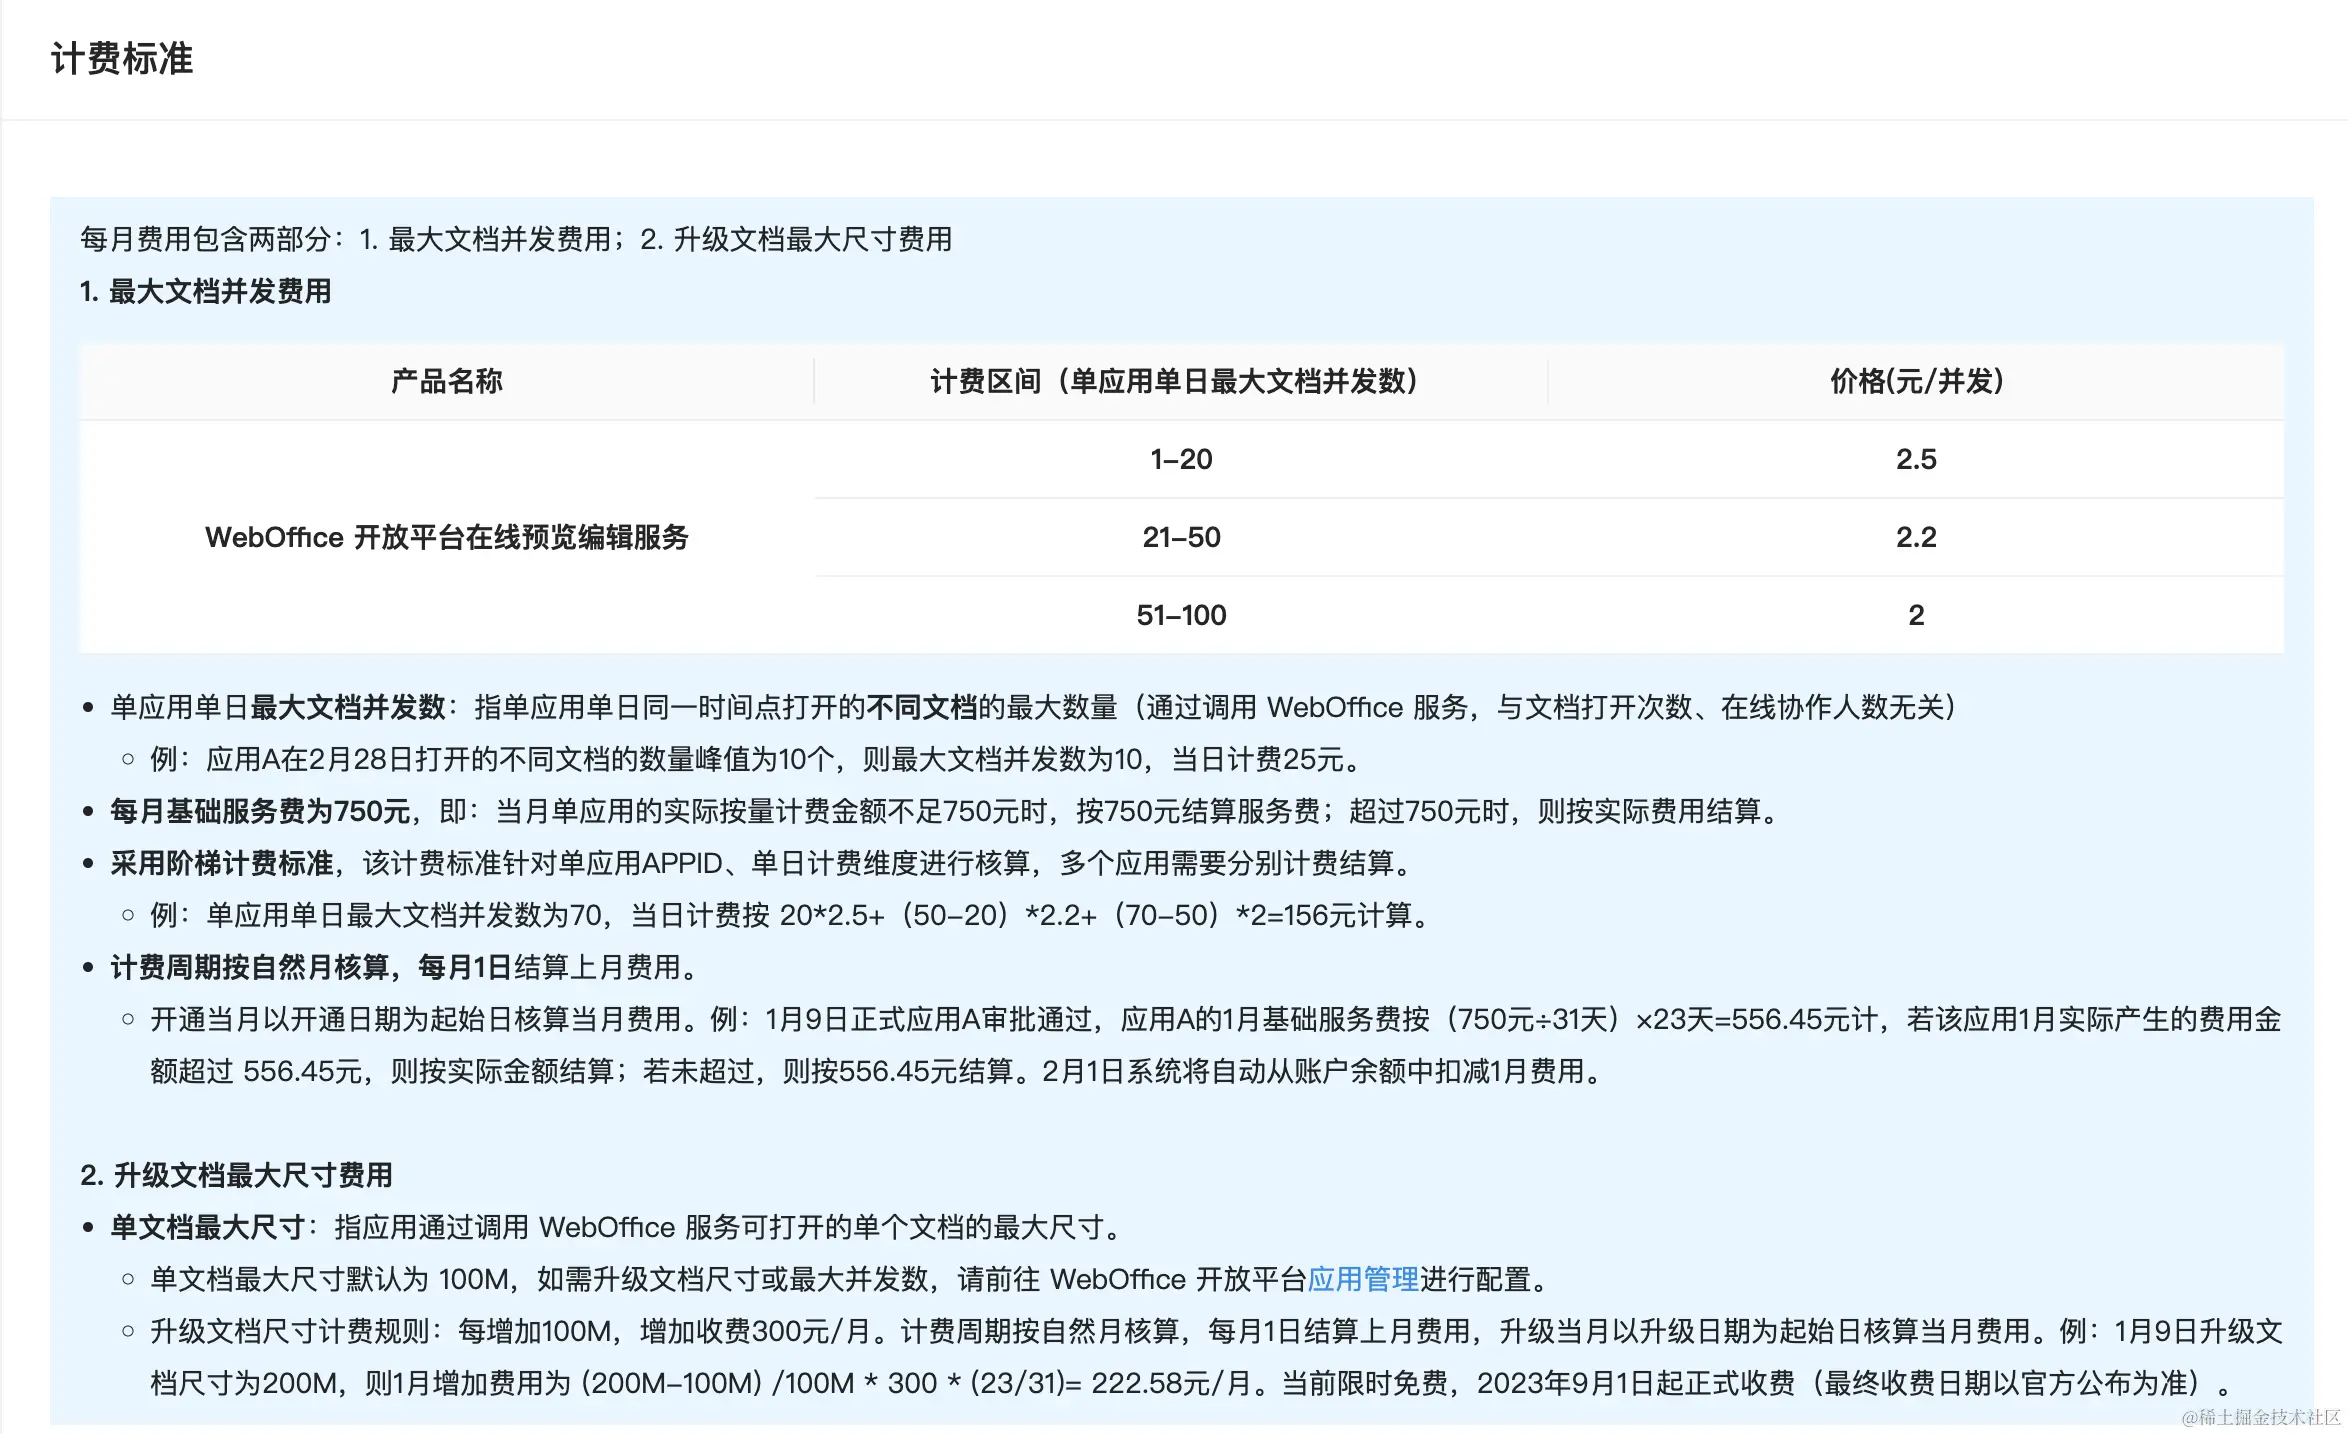 计费标准
每月费用包含两部分：1. 最大文档并发费用；2. 升级文档最大尺寸费用
1. 最大文档并发费用
产品名称 计费区间（单应用单日最大文档并发数） 价格(元/并发)
1-20 2.5
WebOffice 开放平台在线预览编辑服务 21-50 2.2
51-100 2
• 单应用单日最大文档并发数：指单应用单日同一时间点打开的不同文档的最大数量（通过调用 WebOffice 服务，与文档打开次数、在线协作人数无关）
◦ 例：应用A在2月28日打开的不同文档的数量峰值为10个，则最大文档并发数为10，当日计费25元。
• 每月基础服务费为750元，即：当月单应用的实际按量计费金额不足750元时，按750元结算服务费；超过750元时，则按实际费用结算。
• 采用阶梯计费标准，该计费标准针对单应用APPID、单日计费维度进行核算，多个应用需要分别计费结算。
◦ 例：单应用单日最大文档并发数为70，当日计费按 20*2.5+（50-20）*2.2+（70-50）*2=156元计算。
• 计费周期按自然月核算，每月1日结算上月费用。
◦ 开通当月以开通日期为起始日核算当月费用。例：1月9日正式应用A审批通过，应用A的1月基础服务费按（750元÷31天）×23天=556.45元计，若该应用1月实际产生的费用金
额超过 556.45元，则按实际金额结算；若未超过，则按556.45元结算。2月1日系统将自动从账户余额中扣减1月费用。
2. 升级文档最大尺寸费用
• 单文档最大尺寸：指应用通过调用 WebOffice 服务可打开的单个文档的最大尺寸。
◦ 单文档最大尺寸默认为 100M，如需升级文档尺寸或最大并发数，请前往 WebOffice 开放平台应用管理进行配置。
◦ 升级文档尺寸计费规则：每增加100M，增加收费300元/月。计费周期按自然月核算，每月1日结算上月费用，升级当月以升级日期为起始日核算当月费用。例：1月9日升级文
档尺寸为200M，则1月增加费用为 (200M-100M) /100M * 300 * (23/31)= 222.58元/月。当前限时免费，2023年9月1日起正式收费（最终收费日期以官方公布为准）。
@稀土掘金技术社区